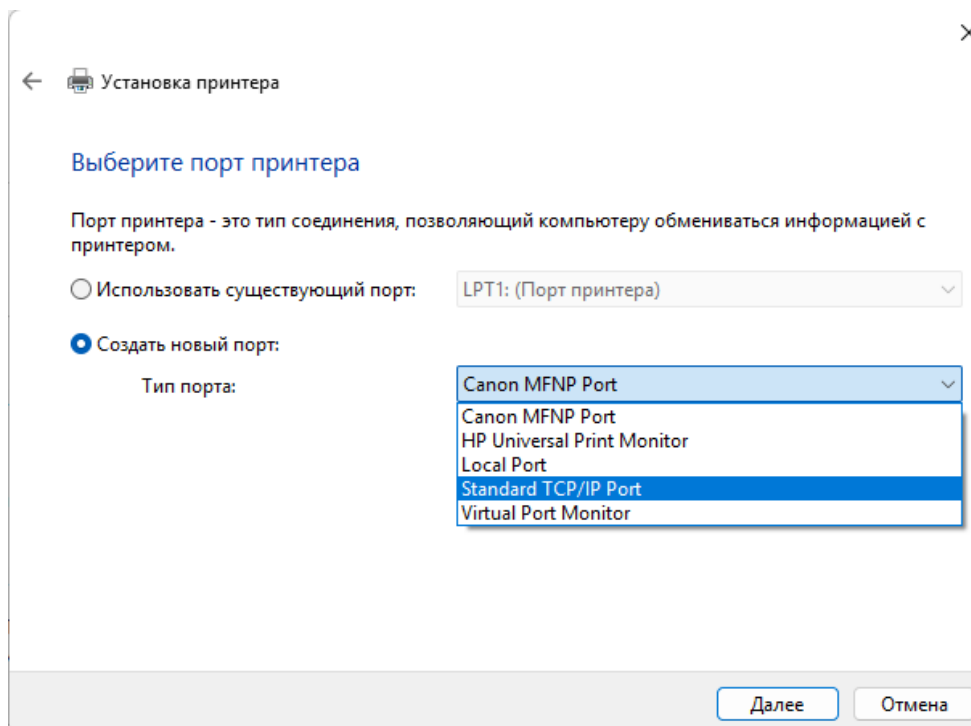 Установка принтера
Выберите порт принтера
Порт принтера - это тип соединения, позволяющий компьютеру обмениваться информацией с
принтером.
Использовать существующий порт: LPT1: (Порт принтера)
Создать новый порт:
Тип порта: Canon MFNP Port
Canon MFNP Port
HP Universal Print Monitor
Local Port
Standard TCP/IP Port
Virtual Port Monitor
Далее Отмена